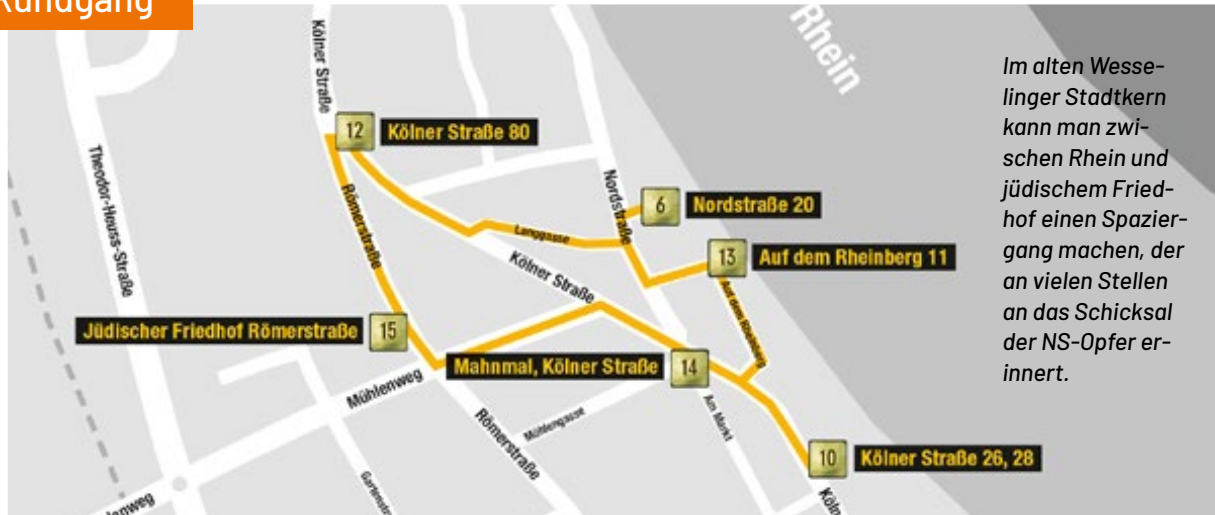 Rundgang
Rhein
Im alten Wesse-
linger Stadtkern
kann man zwi-
schen Rhein und
jüdischem Fried-
hof einen Spazier-
gang machen, der
an vielen Stellen
an das Schicksal
der NS-Opfer er-
innert.
Kölner Straße
12 Kölner Straße 80
Theodor-Heuss-Straße
Römerstraße
Nordstraße
6 Nordstraße 20
Langgasse
Kölner Straße
13 Auf dem Rheinberg 11
Auf dem Rheinberg
Jüdischer Friedhof Römerstraße 15
Mahnmal, Kölner Straße 14
Mühlenweg
Römerstraße
Mühlengasse
Am Markt
10 Kölner Straße 26, 28